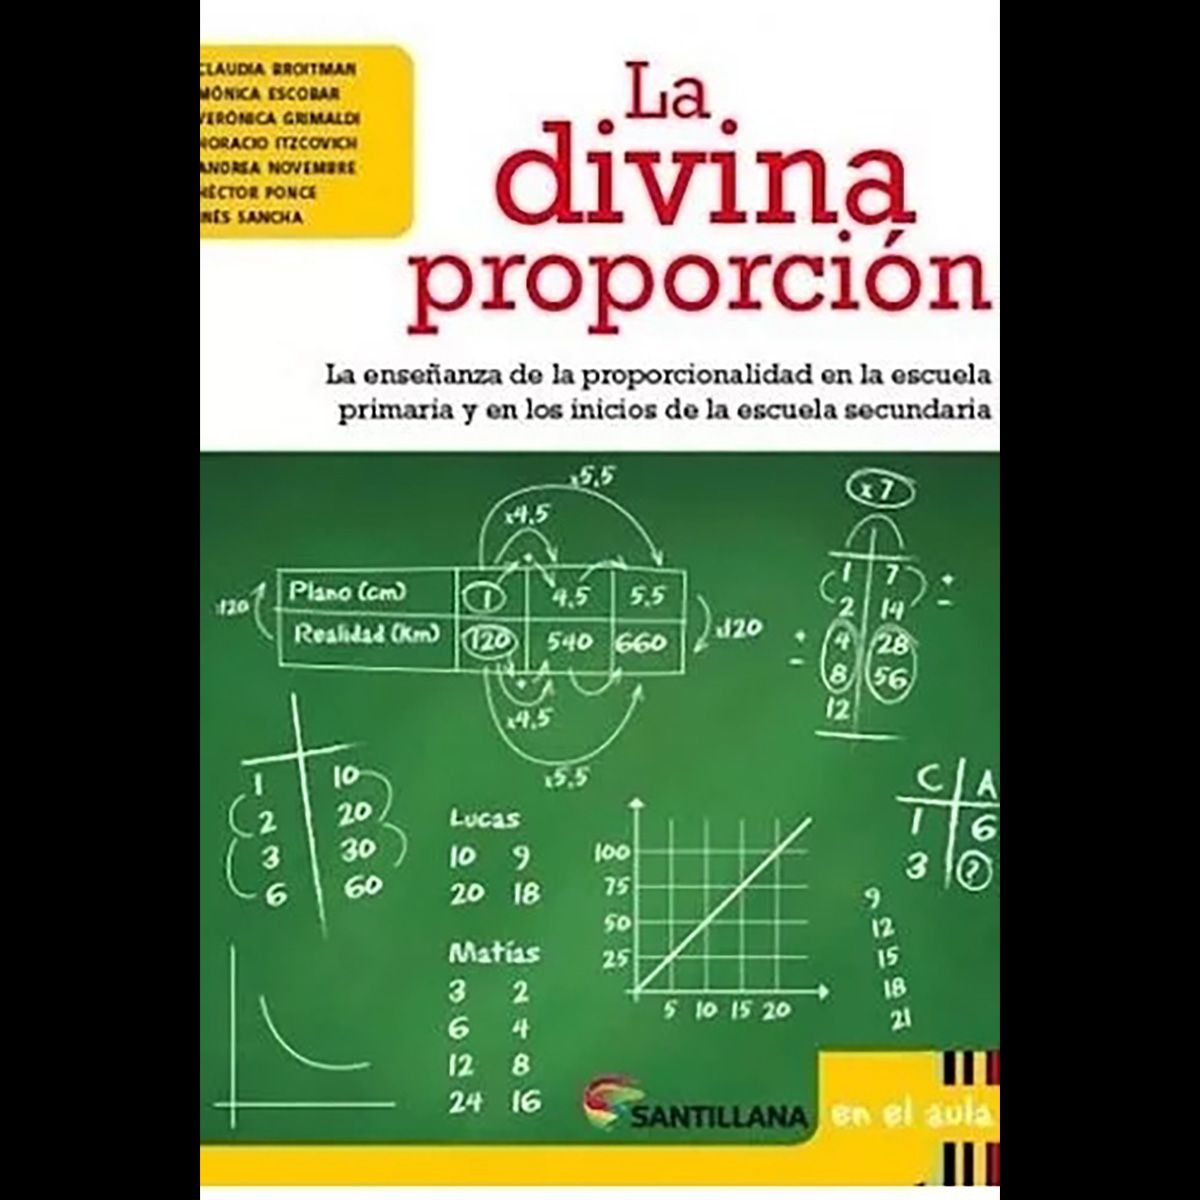 CLAUDIA BROITMAN
MÓNICA ESCOBAR
VERÓNICA GRIMALDI
HORACIO ITZCOVICH
ANDREA NOVEMBRE
HÉCTOR PONCE
INÉS SANCHA
La
divina
proporción
La enseñanza de la proporcionalidad en la escuela
primaria y en los inicios de la escuela secundaria
x5,5
x4,5
Plano (cm) 1 4,5 5,5
Realidad (Km) 120 540 660
:120
x120
x4,5
x5,5
x7
1 7
2 14
4 28
8 56
12
+
-
+
-
1 10
2 20
3 30
6 60
Lucas
10 9
20 18
Matías
3 2
6 4
12 8
24 16
100
75
50
25
5 10 15 20
C A
1 6
3 ?
9
12
15
18
21
SANTILLANA
en el aula